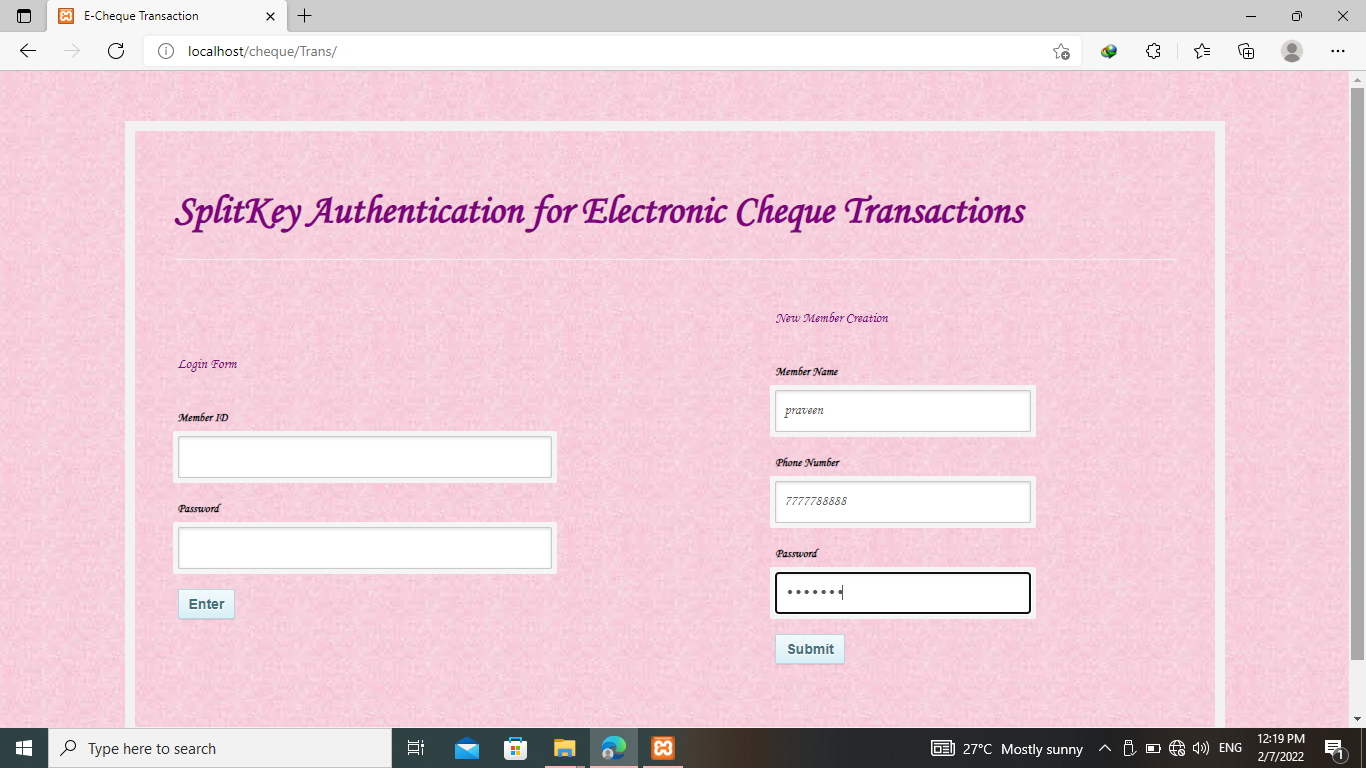 E-Cheque Transaction
localhost/cheque/Trans/
SplitKey Authentication for Electronic Cheque Transactions
New Member Creation
Login Form
Member Name
praveen
Member ID
Phone Number
7777788888
Password
Password
•••••••
Enter
Submit
Type here to search
27°C Mostly sunny
ENG
12:19 PM
2/7/2022
1